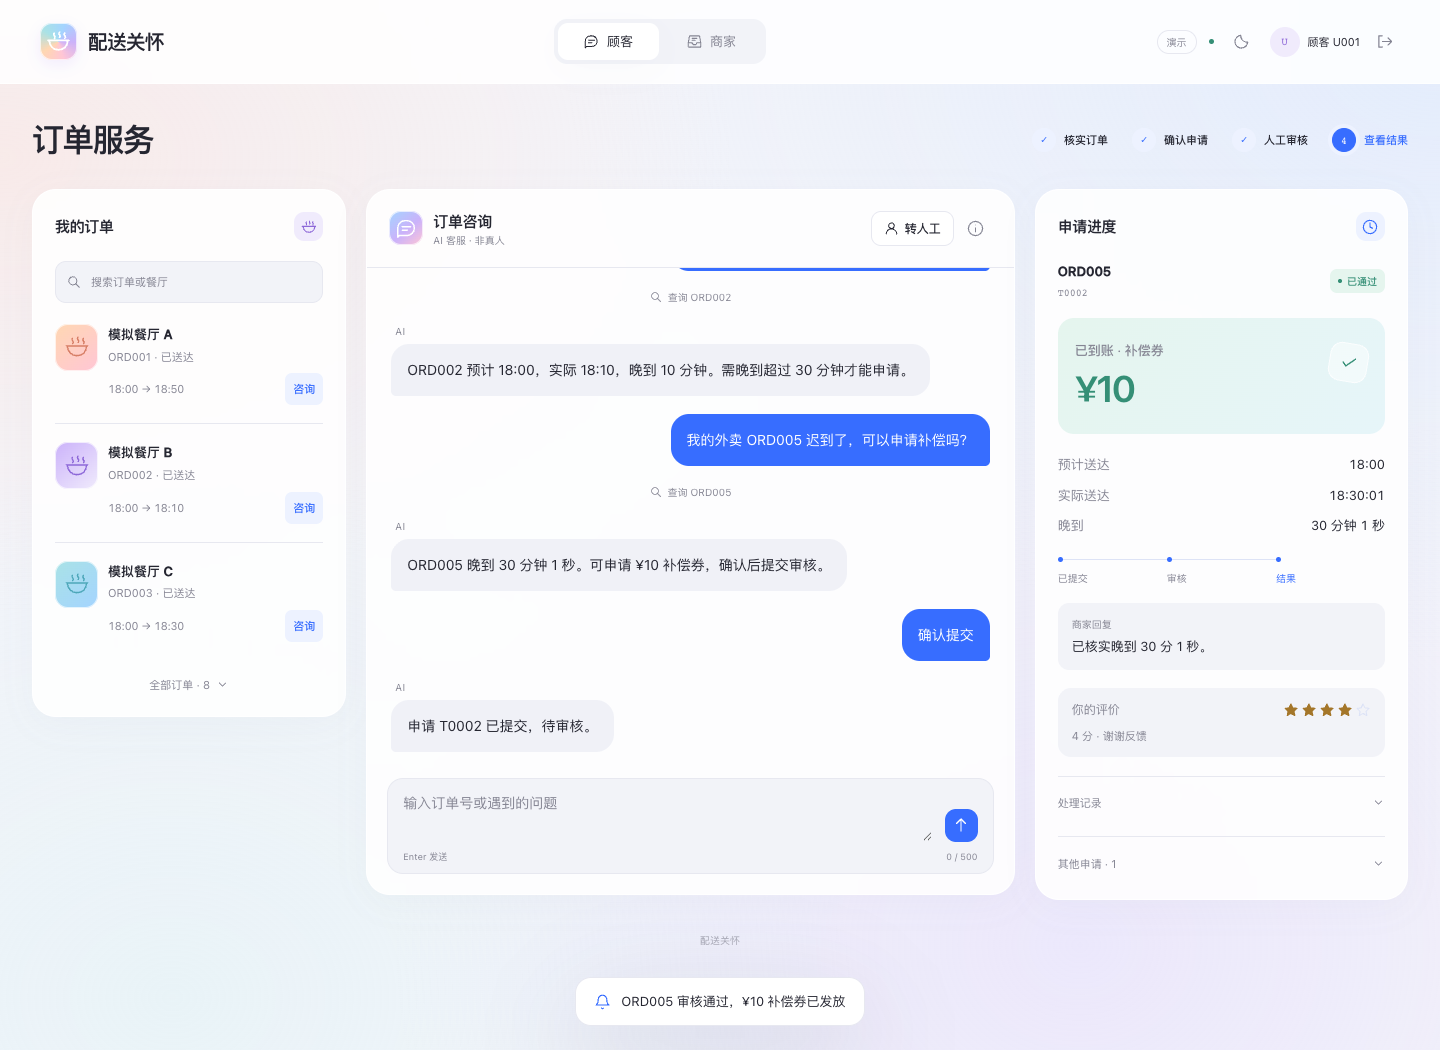 配送关怀
顾客
商家
演示
U
顾客 U001
订单服务
✓ 核实订单
✓ 确认申请
✓ 人工审核
4 查看结果
我的订单
搜索订单或餐厅
模拟餐厅 A
ORD001 · 已送达
18:00 → 18:50
咨询
模拟餐厅 B
ORD002 · 已送达
18:00 → 18:10
咨询
模拟餐厅 C
ORD003 · 已送达
18:00 → 18:30
咨询
全部订单 · 8
订单咨询
AI 客服 · 非真人
转人工
查询 ORD002
AI
ORD002 预计 18:00，实际 18:10，晚到 10 分钟。需晚到超过 30 分钟才能申请。
我的外卖 ORD005 迟到了，可以申请补偿吗？
查询 ORD005
AI
ORD005 晚到 30 分钟 1 秒。可申请 ¥10 补偿券，确认后提交审核。
确认提交
AI
申请 T0002 已提交，待审核。
输入订单号或遇到的问题
Enter 发送
0 / 500
申请进度
ORD005
T0002
已通过
已到账 · 补偿券
¥10
预计送达 18:00
实际送达 18:30:01
晚到 30 分钟 1 秒
已提交
审核
结果
商家回复
已核实晚到 30 分 1 秒。
你的评价
4 分 · 谢谢反馈
处理记录
其他申请 · 1
配送关怀
ORD005 审核通过，¥10 补偿券已发放